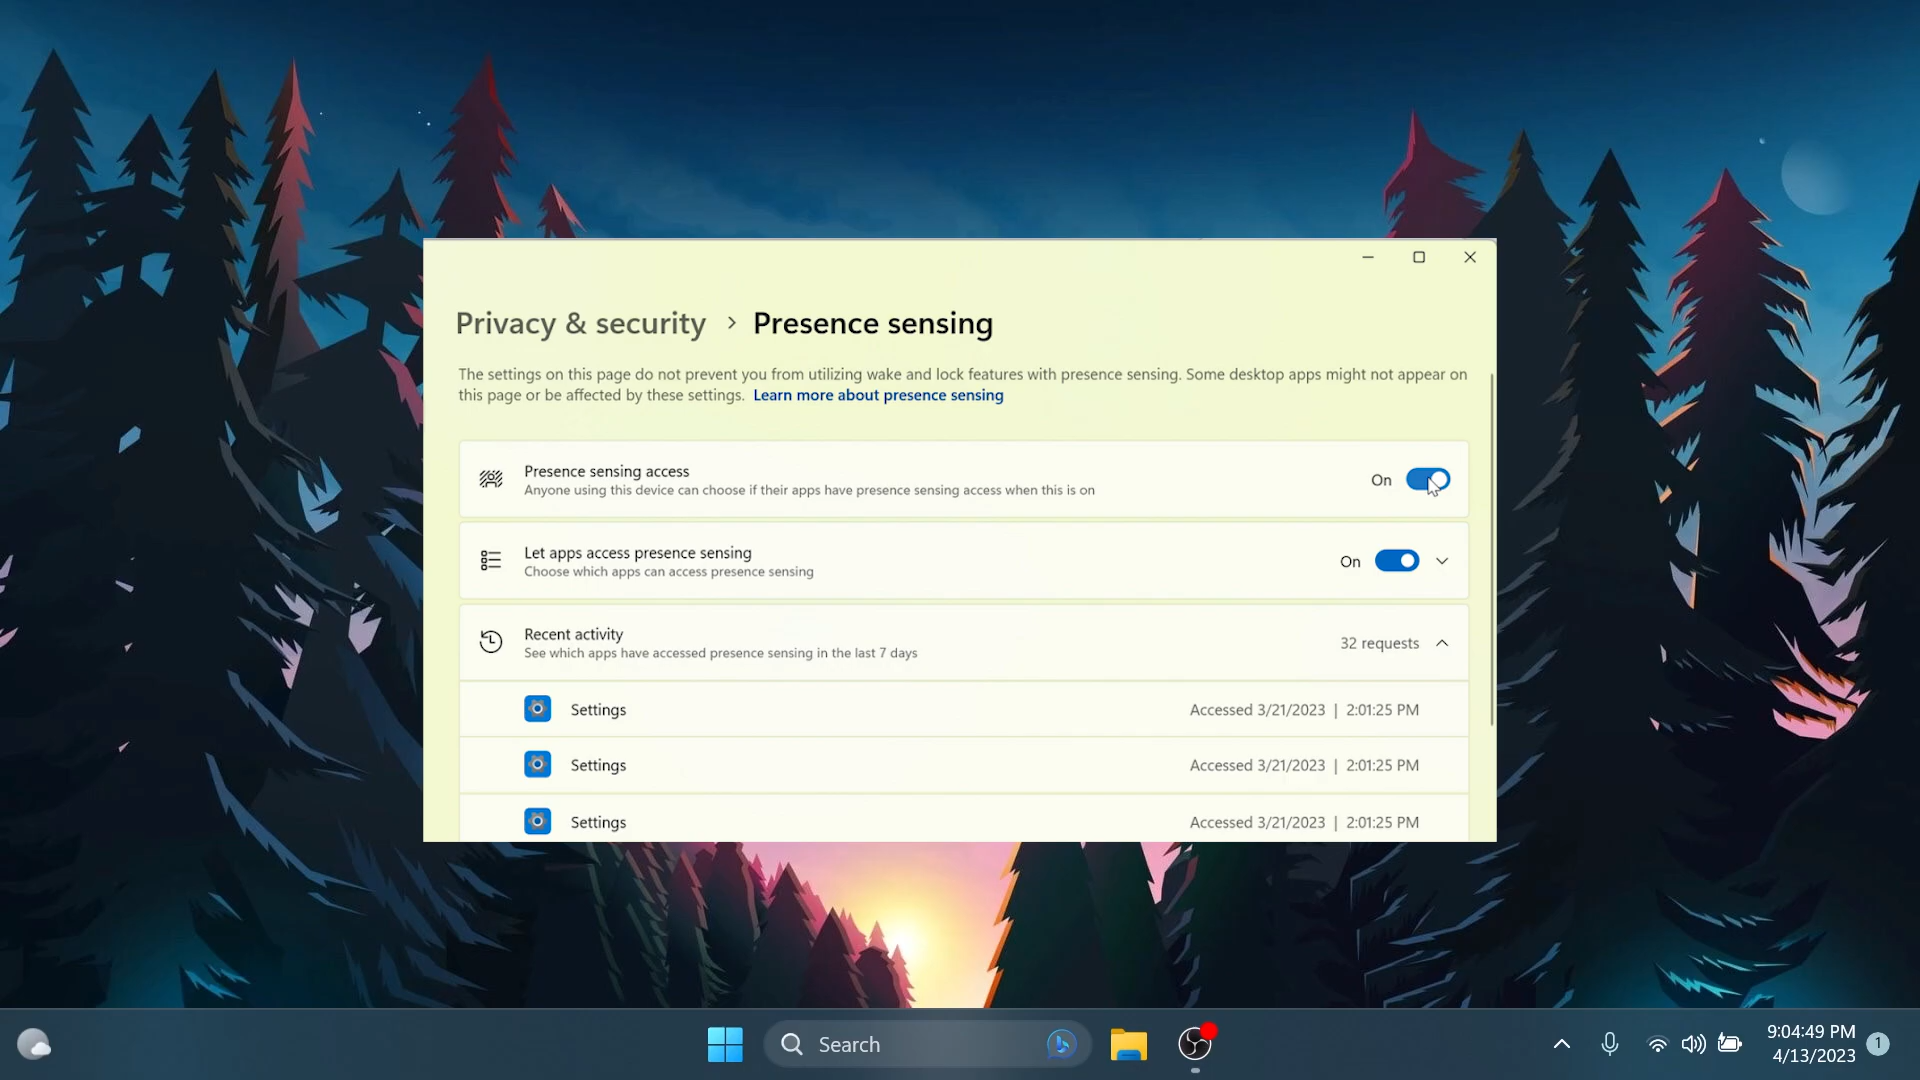 Privacy & security > Presence sensing
The settings on this page do not prevent you from utilizing wake and lock features with presence sensing. Some desktop apps might not appear on
this page or be affected by these settings. Learn more about presence sensing
Presence sensing access
Anyone using this device can choose if their apps have presence sensing access when this is on
On
Let apps access presence sensing
Choose which apps can access presence sensing
On
Recent activity
See which apps have accessed presence sensing in the last 7 days
32 requests
Settings
Accessed 3/21/2023 | 2:01:25 PM
Settings
Accessed 3/21/2023 | 2:01:25 PM
Settings
Accessed 3/21/2023 | 2:01:25 PM
Search
9:04:49 PM
4/13/2023
1